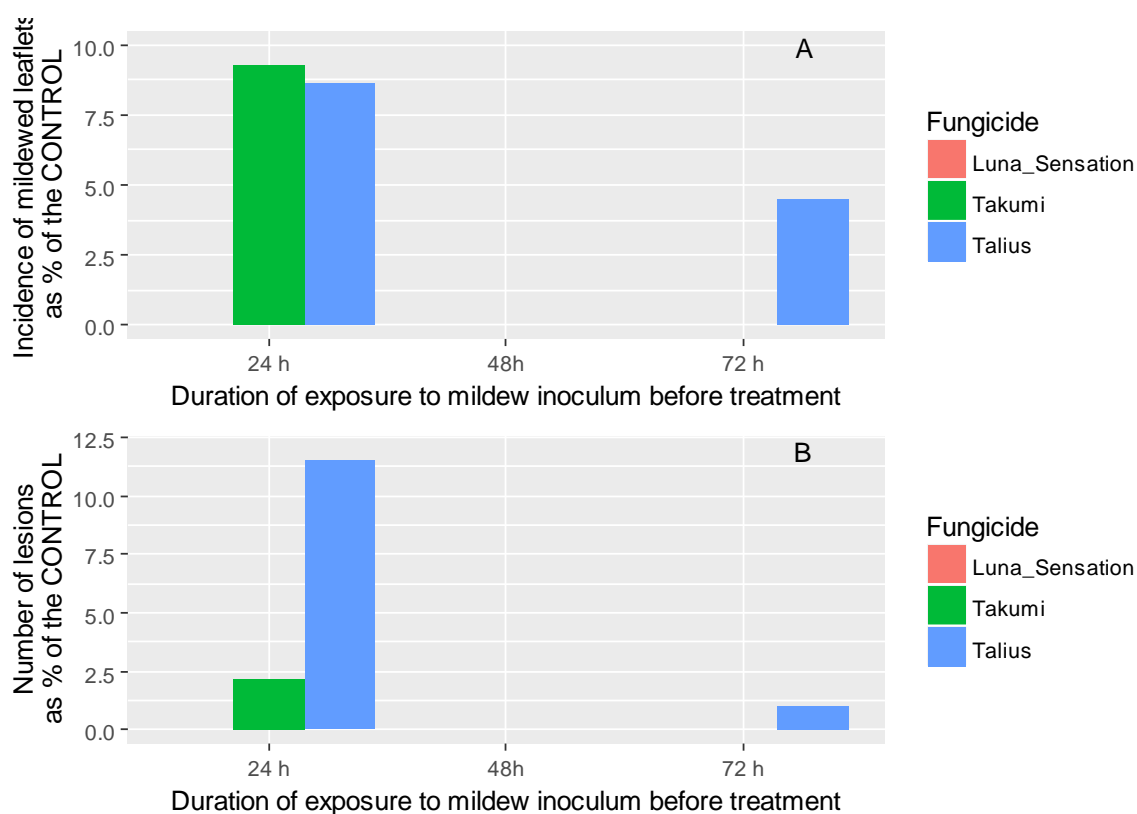 Incidence of mildewed leaflets
as % of the CONTROL
10.0
7.5
5.0
2.5
0.0
A
24 h
48h
72 h
Duration of exposure to mildew inoculum before treatment
Fungicide
Luna_Sensation
Takumi
Talius
Number of lesions
as % of the CONTROL
12.5
10.0
7.5
5.0
2.5
0.0
B
24 h
48h
72 h
Duration of exposure to mildew inoculum before treatment
Fungicide
Luna_Sensation
Takumi
Talius